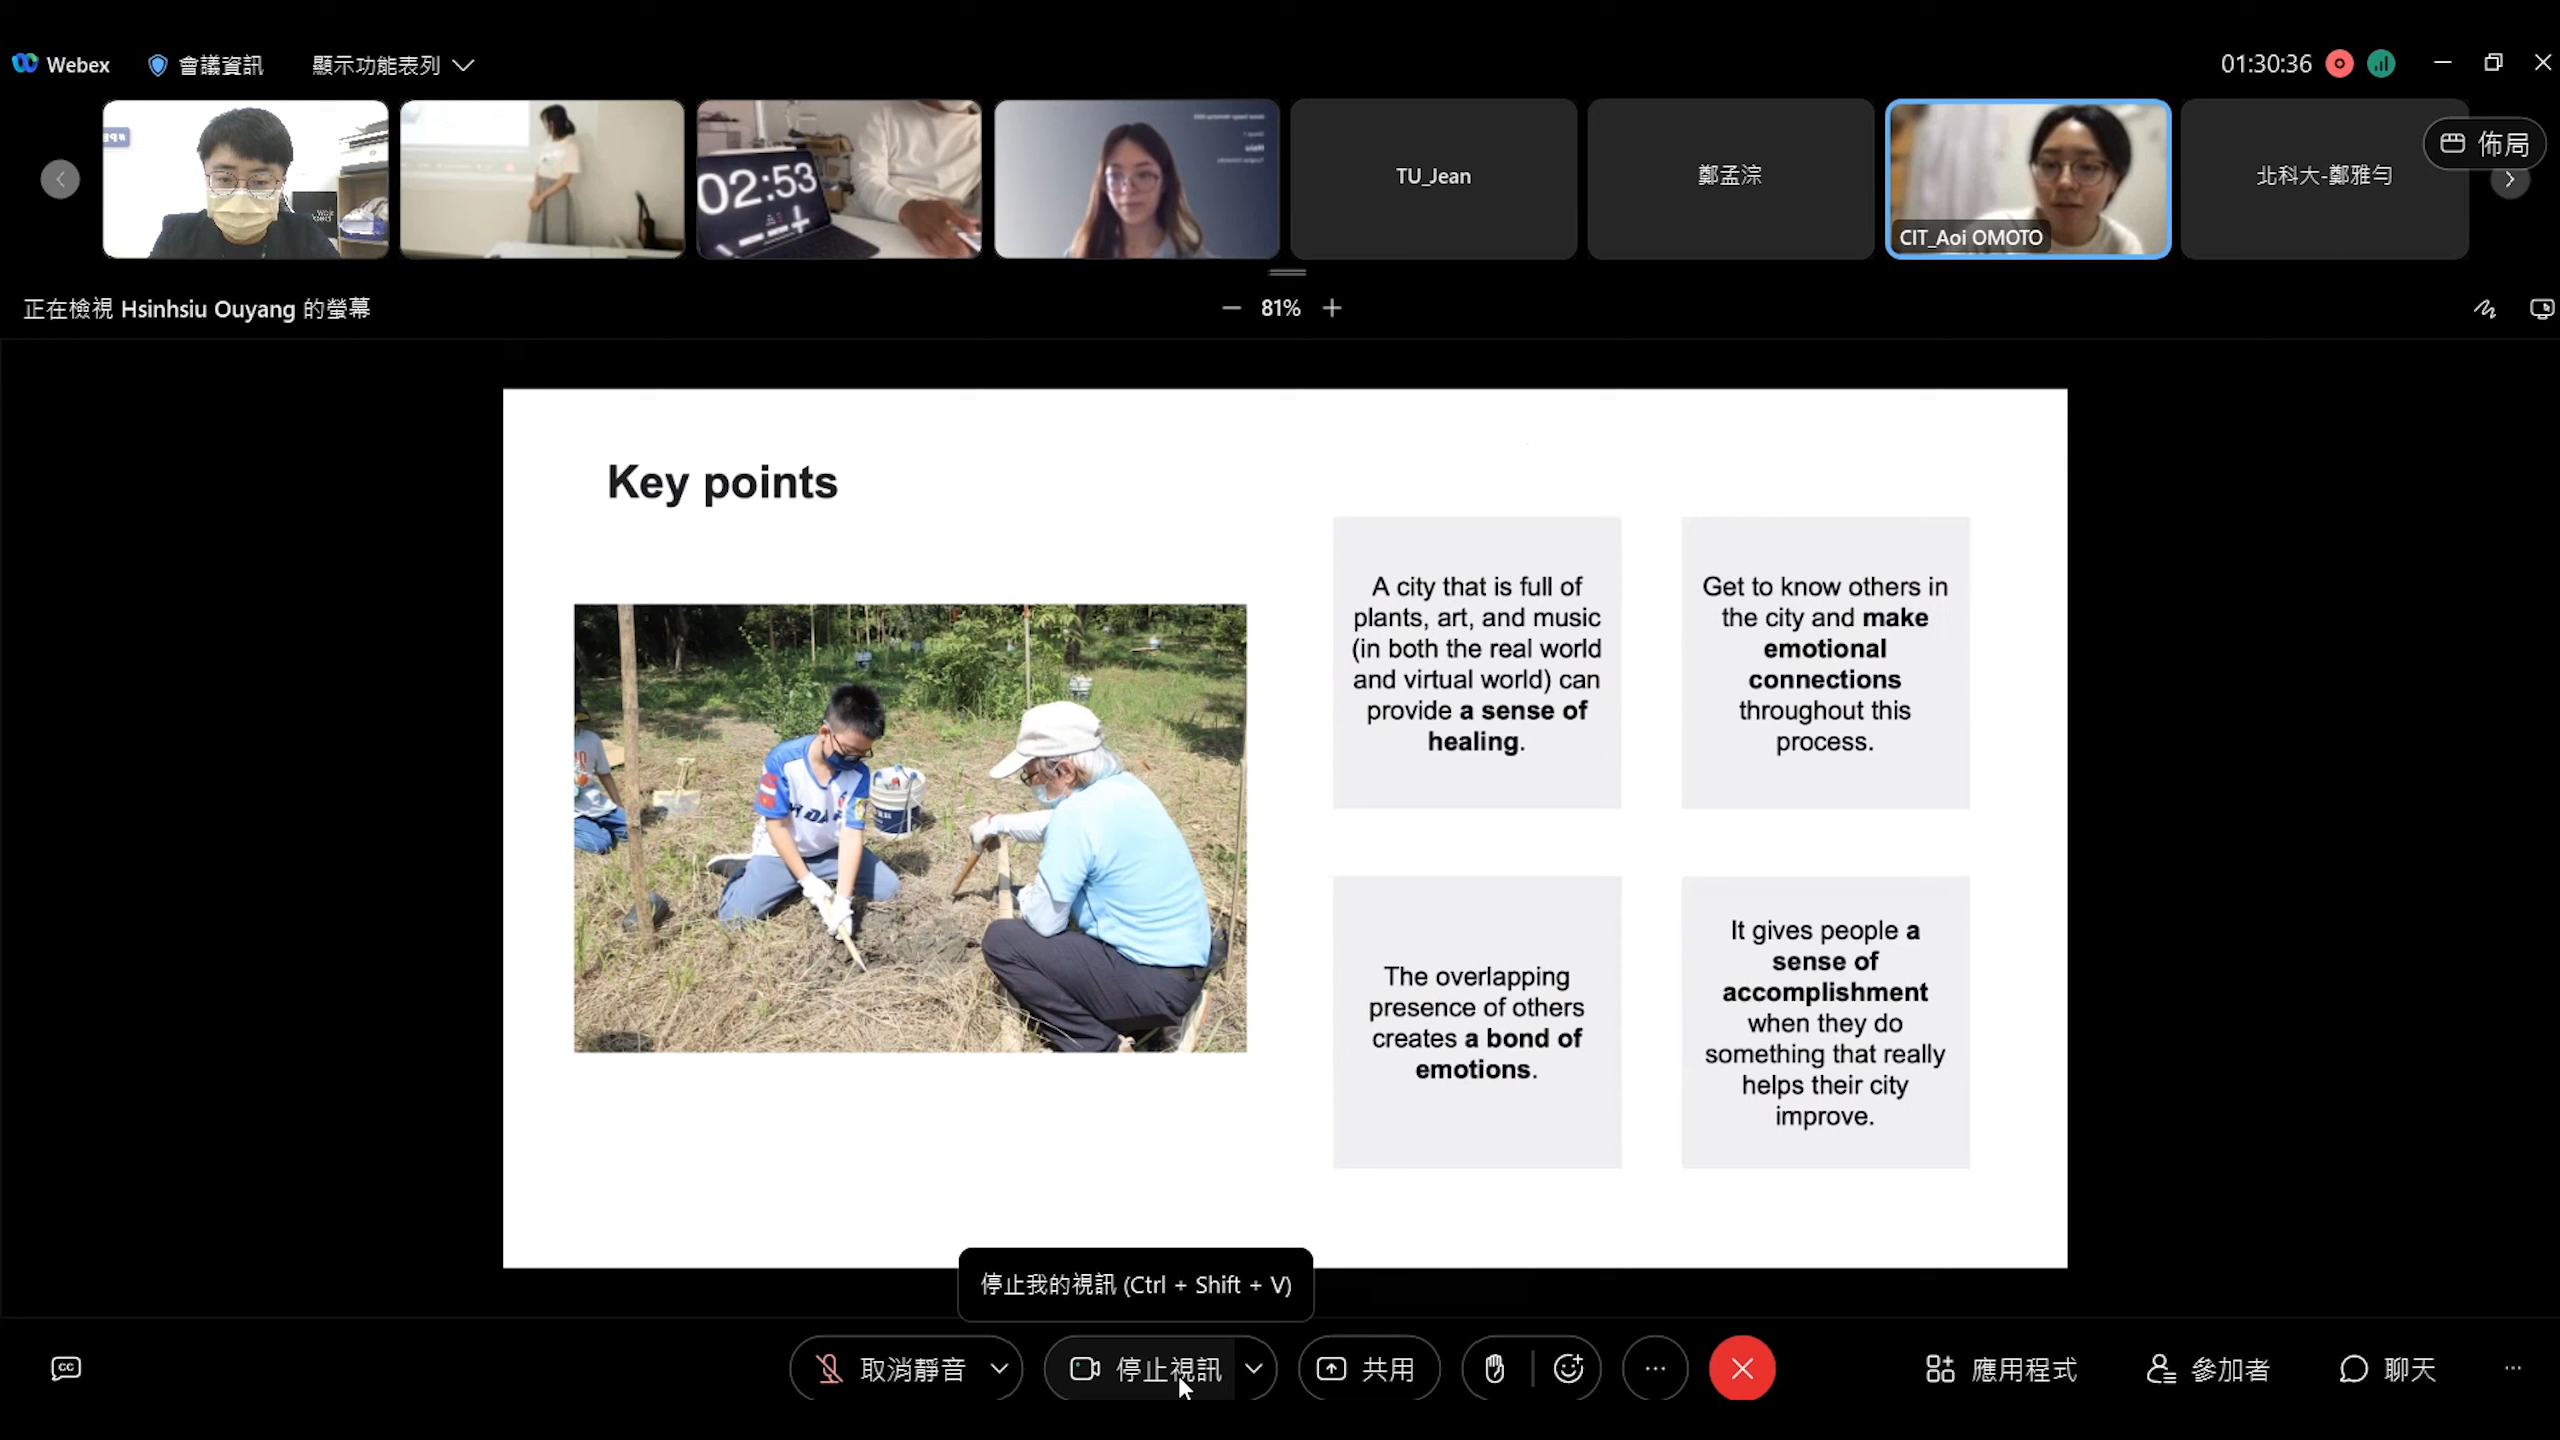 Webex
會議資訊
顯示功能表列
01:30:36
02:53
TU_Jean
鄭孟淙
CIT_Aoi OMOTO
北科大-鄭雅勻
佈局
正在檢視 Hsinhsiu Ouyang 的螢幕
81%
Key points
A city that is full of
plants, art, and music
(in both the real world
and virtual world) can
provide a sense of
healing.
Get to know others in
the city and make
emotional
connections
throughout this
process.
The overlapping
presence of others
creates a bond of
emotions.
It gives people a
sense of
accomplishment
when they do
something that really
helps their city
improve.
停止我的視訊 (Ctrl + Shift + V)
CC
取消靜音
停止視訊
共用
應用程式
參加者
聊天